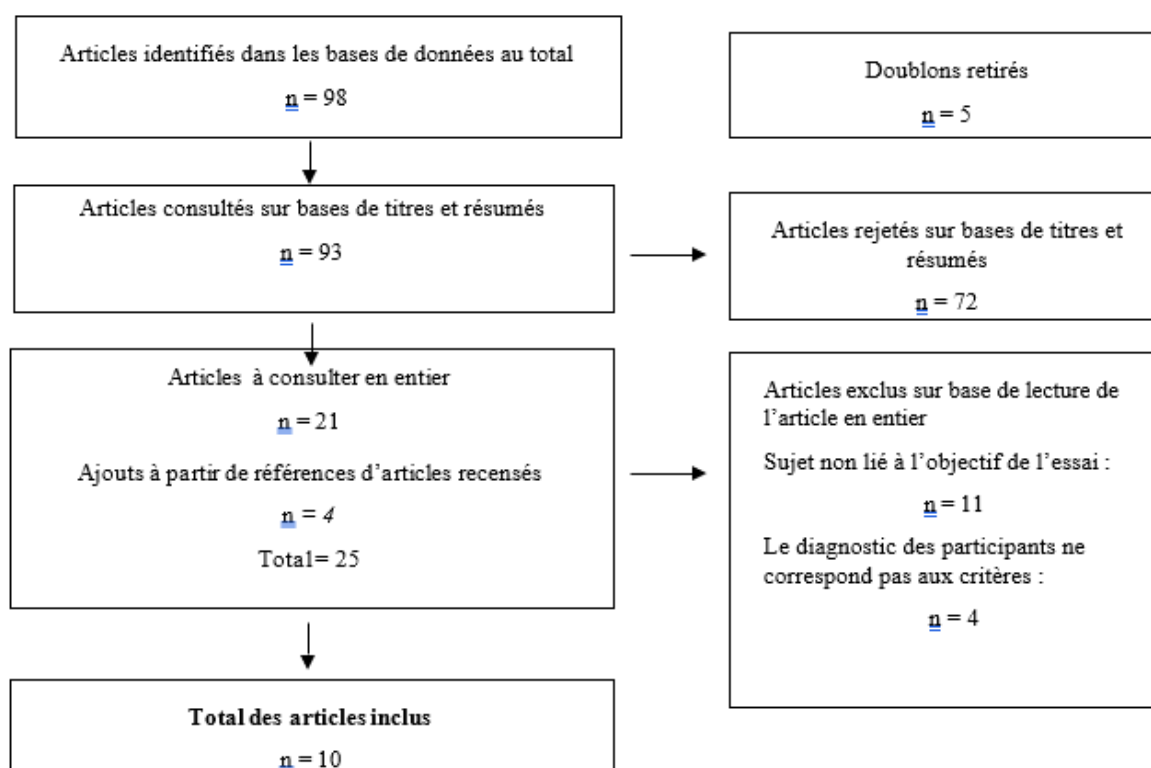 Articles identifiés dans les bases de données au total
n = 98
Doublons retirés
n = 5
Articles consultés sur bases de titres et résumés
n = 93
Articles rejetés sur bases de titres et
résumés
n = 72
Articles à consulter en entier
n = 21
Ajouts à partir de références d'articles recensés
n = 4
Total= 25
Articles exclus sur base de lecture de
l'article en entier
Sujet non lié à l'objectif de l'essai :
n = 11
Le diagnostic des participants ne
correspond pas aux critères :
n = 4
Total des articles inclus
n = 10